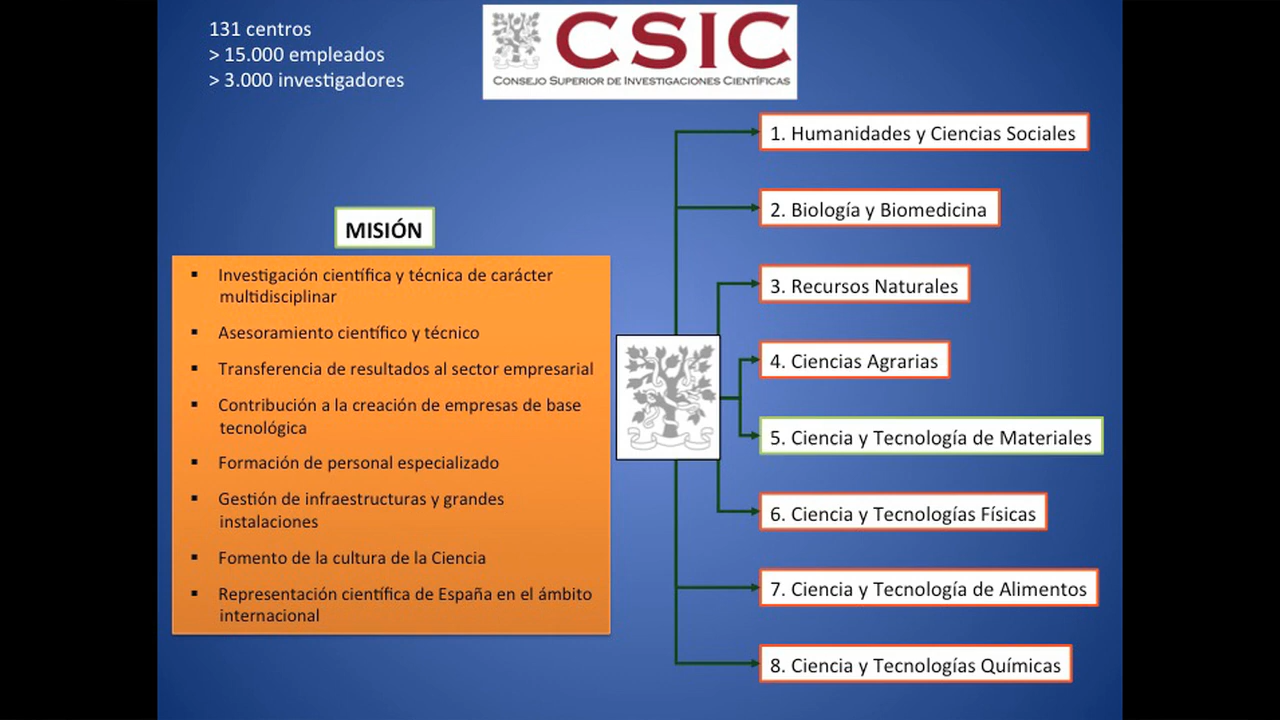 131 centros
> 15.000 empleados
> 3.000 investigadores
CSIC
CONSEJO SUPERIOR DE INVESTIGACIONES CIENTÍFICAS
MISIÓN
▪ Investigación científica y técnica de carácter
multidisciplinar
▪ Asesoramiento científico y técnico
▪ Transferencia de resultados al sector empresarial
▪ Contribución a la creación de empresas de base
tecnológica
▪ Formación de personal especializado
▪ Gestión de infraestructuras y grandes
instalaciones
▪ Fomento de la cultura de la Ciencia
▪ Representación científica de España en el ámbito
internacional
1. Humanidades y Ciencias Sociales
2. Biología y Biomedicina
3. Recursos Naturales
4. Ciencias Agrarias
5. Ciencia y Tecnología de Materiales
6. Ciencia y Tecnologías Físicas
7. Ciencia y Tecnología de Alimentos
8. Ciencia y Tecnologías Químicas